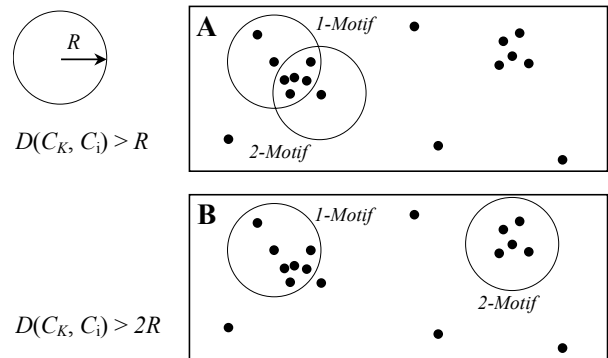 R
D(C_K, C_i) > R
A
1-Motif
2-Motif
D(C_K, C_i) > 2R
B
1-Motif
2-Motif